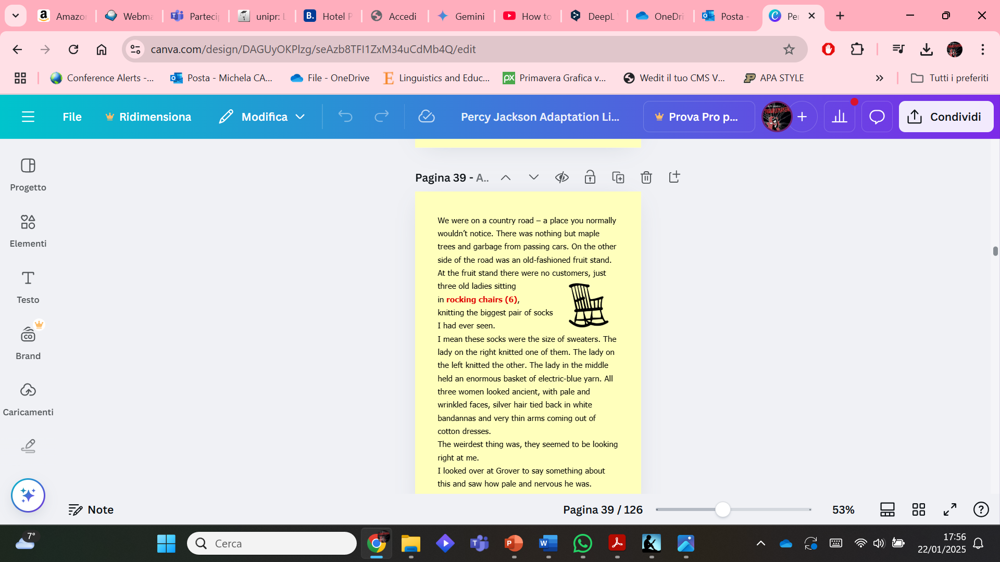 Amazo
Webma
Partecip
unipr:
Hotel P
Accedi
Gemini
How to
DeepL
OneDri
Posta -
Per
canva.com/design/DAGUyOKPlzg/seAzb8TFI1ZxM34uCdMb4Q/edit
Conference Alerts -...
Posta - Michela CA...
File - OneDrive
Linguistics and Educ...
Primavera Grafica v...
Wedit il tuo CMS V...
APA STYLE
»
Tutti i preferiti
File
Ridimensiona
Modifica
Percy Jackson Adaptation Li...
Prova Pro p...
Condividi
Progetto
Elementi
Testo
Brand
Caricamenti
Pagina 39 - A...
We were on a country road – a place you normally
wouldn’t notice. There was nothing but maple
trees and garbage from passing cars. On the other
side of the road was an old-fashioned fruit stand.
At the fruit stand there were no customers, just
three old ladies sitting
in rocking chairs (6),
knitting the biggest pair of socks
I had ever seen.
I mean these socks were the size of sweaters. The
lady on the right knitted one of them. The lady on
the left knitted the other. The lady in the middle
held an enormous basket of electric-blue yarn. All
three women looked ancient, with pale and
wrinkled faces, silver hair tied back in white
bandannas and very thin arms coming out of
cotton dresses.
The weirdest thing was, they seemed to be looking
right at me.
I looked over at Grover to say something about
this and saw how pale and nervous he was.
Note
Pagina 39 / 126
53%
7°
Cerca
17:56
22/01/2025